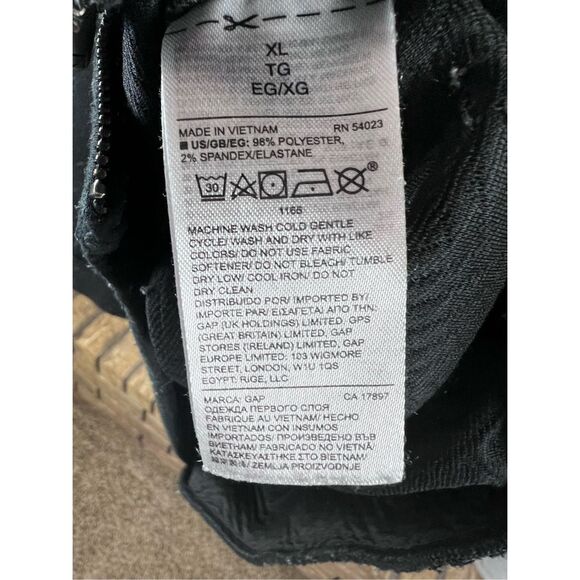 XL
TG
EG/XG
MADE IN VIETNAM RN 54023
US/GB/EG: 98% POLYESTER,
2% SPANDEX/ELASTANE
30
1166
MACHINE WASH COLD GENTLE
CYCLE/ WASH AND DRY WITH LIKE
COLORS/ DO NOT USE FABRIC
SOFTENER/ DO NOT BLEACH/ TUMBLE
DRY LOW/ COOL IRON/ DO NOT
DRY CLEAN
DISTRIBUIDO POR/ IMPORTED BY/
IMPORTE PAR/ ΕΙΣΑΓΕΤΑΙ ΑΠΟ ΤΗΝ:
GAP (UK HOLDINGS) LIMITED, GPS
(GREAT BRITAIN) LIMITED, GAP
STORES (IRELAND) LIMITED, GAP
EUROPE LIMITED: 103 WIGMORE
STREET, LONDON, W1U 1QS
EGYPT: RIGE, LLC
MARCA: GAP CA 17897
ОДЕЖДА ПЕРВОГО СЛОЯ
FABRIQUÉ AU VIETNAM/ HECHO
EN VIETNAM CON INSUMOS
IMPORTADOS/ ПРОИЗВЕДЕНО ВЪВ
ВИЕТНАМ/ FABRICADO NO VIETNÃ/
ΚΑΤΑΣΚΕΥΑΣΤΗΚΕ ΣΤΟ ΒΙΕΤΝΑΜ/
ZEMLJA PROIZVODNJE